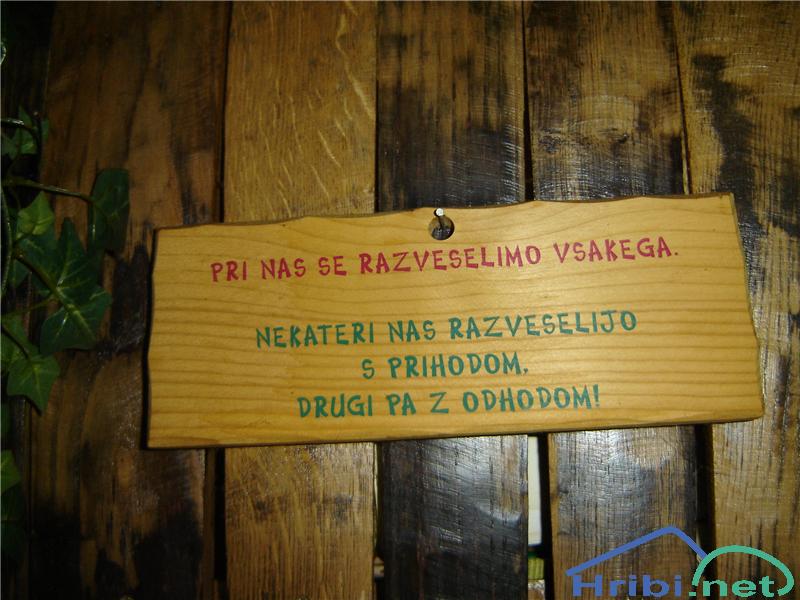 PRI NAS SE RAZVESELIMO VSAKEGA.
NEKATERI NAS RAZVESELIJO
S PRIHODOM,
DRUGI PA Z ODHODOM!
Hribi.net